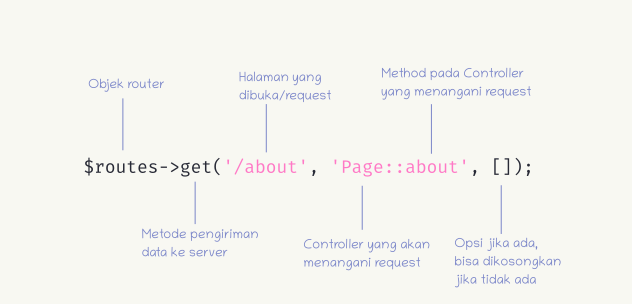 Objek router
Halaman yang
dibuka/request
Method pada Controller
yang menangani request
$routes->get('/about', 'Page::about', []);
Metode pengiriman
data ke server
Controller yang akan
menangani request
Opsi jika ada,
bisa dikosongkan
jika tidak ada